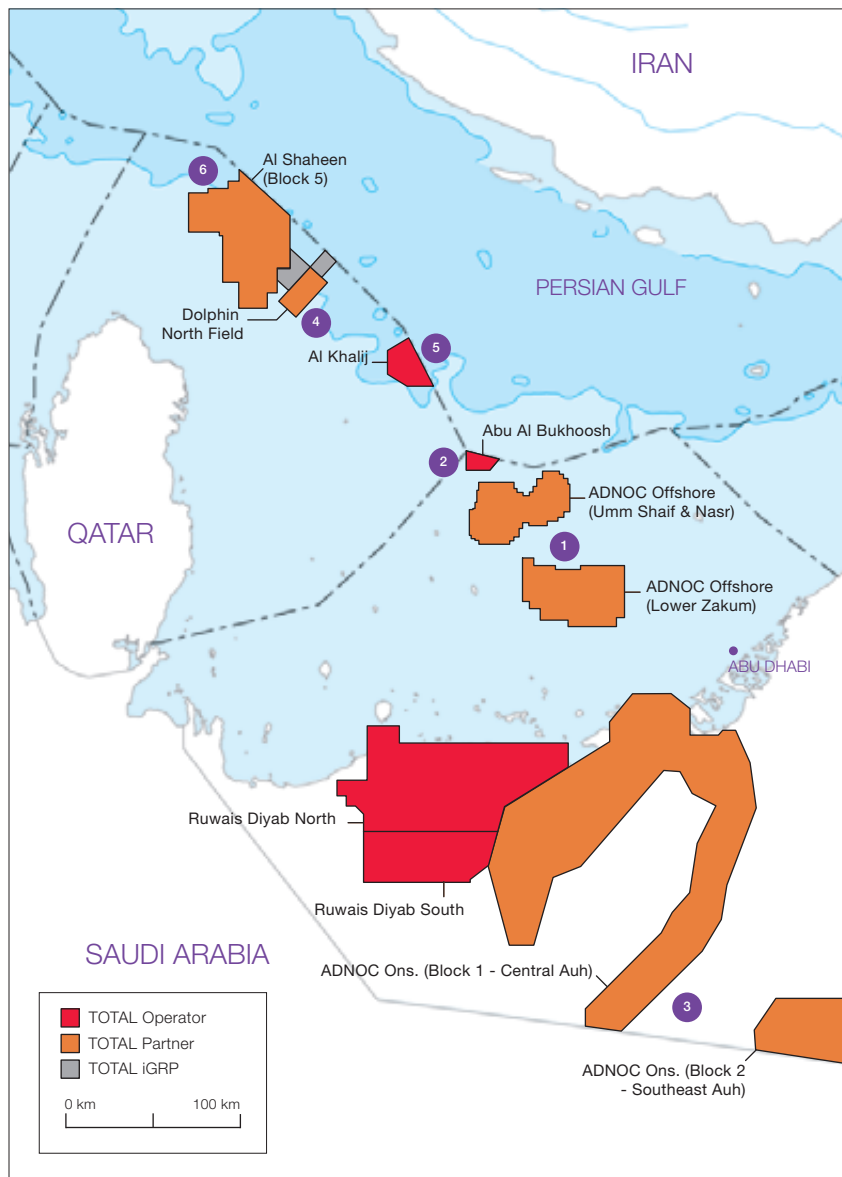 IRAN
6
Al Shaheen
(Block 5)
PERSIAN GULF
Dolphin
North Field
4
Al Khalij
5
Abu Al Bukhoosh
2
ADNOC Offshore
(Umm Shaif & Nasr)
QATAR
1
ADNOC Offshore
(Lower Zakum)
ABU DHABI
Ruwais Diyab North
Ruwais Diyab South
SAUDI ARABIA
ADNOC Ons. (Block 1 - Central Auh)
3
TOTAL Operator
TOTAL Partner
TOTAL iGRP
0 km
100 km
ADNOC Ons. (Block 2
- Southeast Auh)